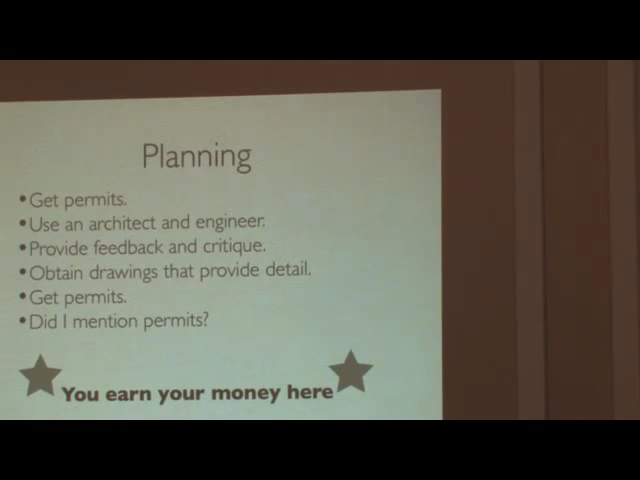 Planning
•Get permits.
•Use an architect and engineer.
•Provide feedback and critique.
•Obtain drawings that provide detail.
•Get permits.
•Did I mention permits?
You earn your money here